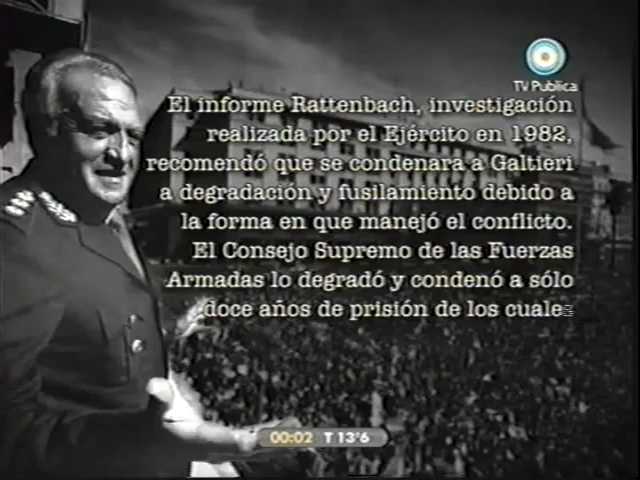 TV Pública
El informe Rattenbach, investigación
realizada por el Ejército en 1982,
recomendó que se condenara a Galtieri
a degradación y fusilamiento debido a
la forma en que manejó el conflicto.
El Consejo Supremo de las Fuerzas
Armadas lo degradó y condenó a sólo
doce años de prisión de los cuales
00:02 T 13°6